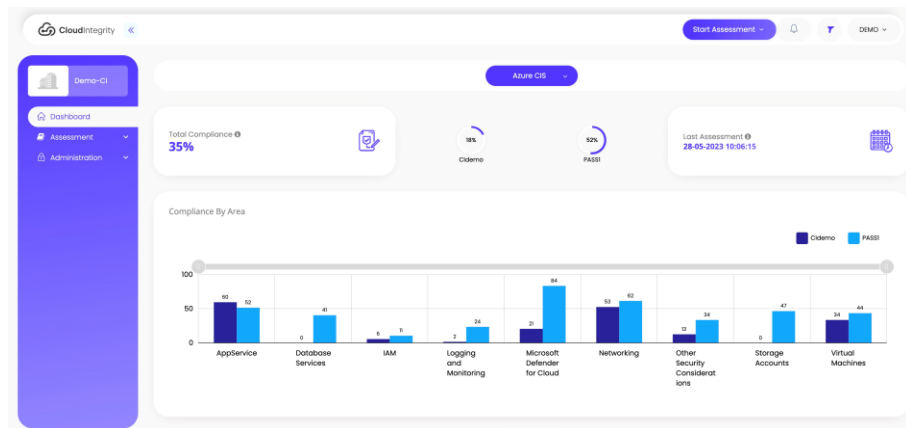 CloudIntegrity
«
Start Assessment
DEMO
Demo-CI
Azure CIS
Dashboard
Assessment
Administration
Total Compliance
35%
18%
CIdemo
52%
PASS1
Last Assessment
28-05-2023 10:06:15
Compliance By Area
CIdemo
PASS1
100
50
0
60
52
0
41
6
11
2
24
21
84
53
62
34
0
47
34
44
AppService
Database
Services
IAM
Logging
and
Monitoring
Microsoft
Defender
for Cloud
Networking
Other
Security
Considerat
ions
Storage
Accounts
Virtual
Machines